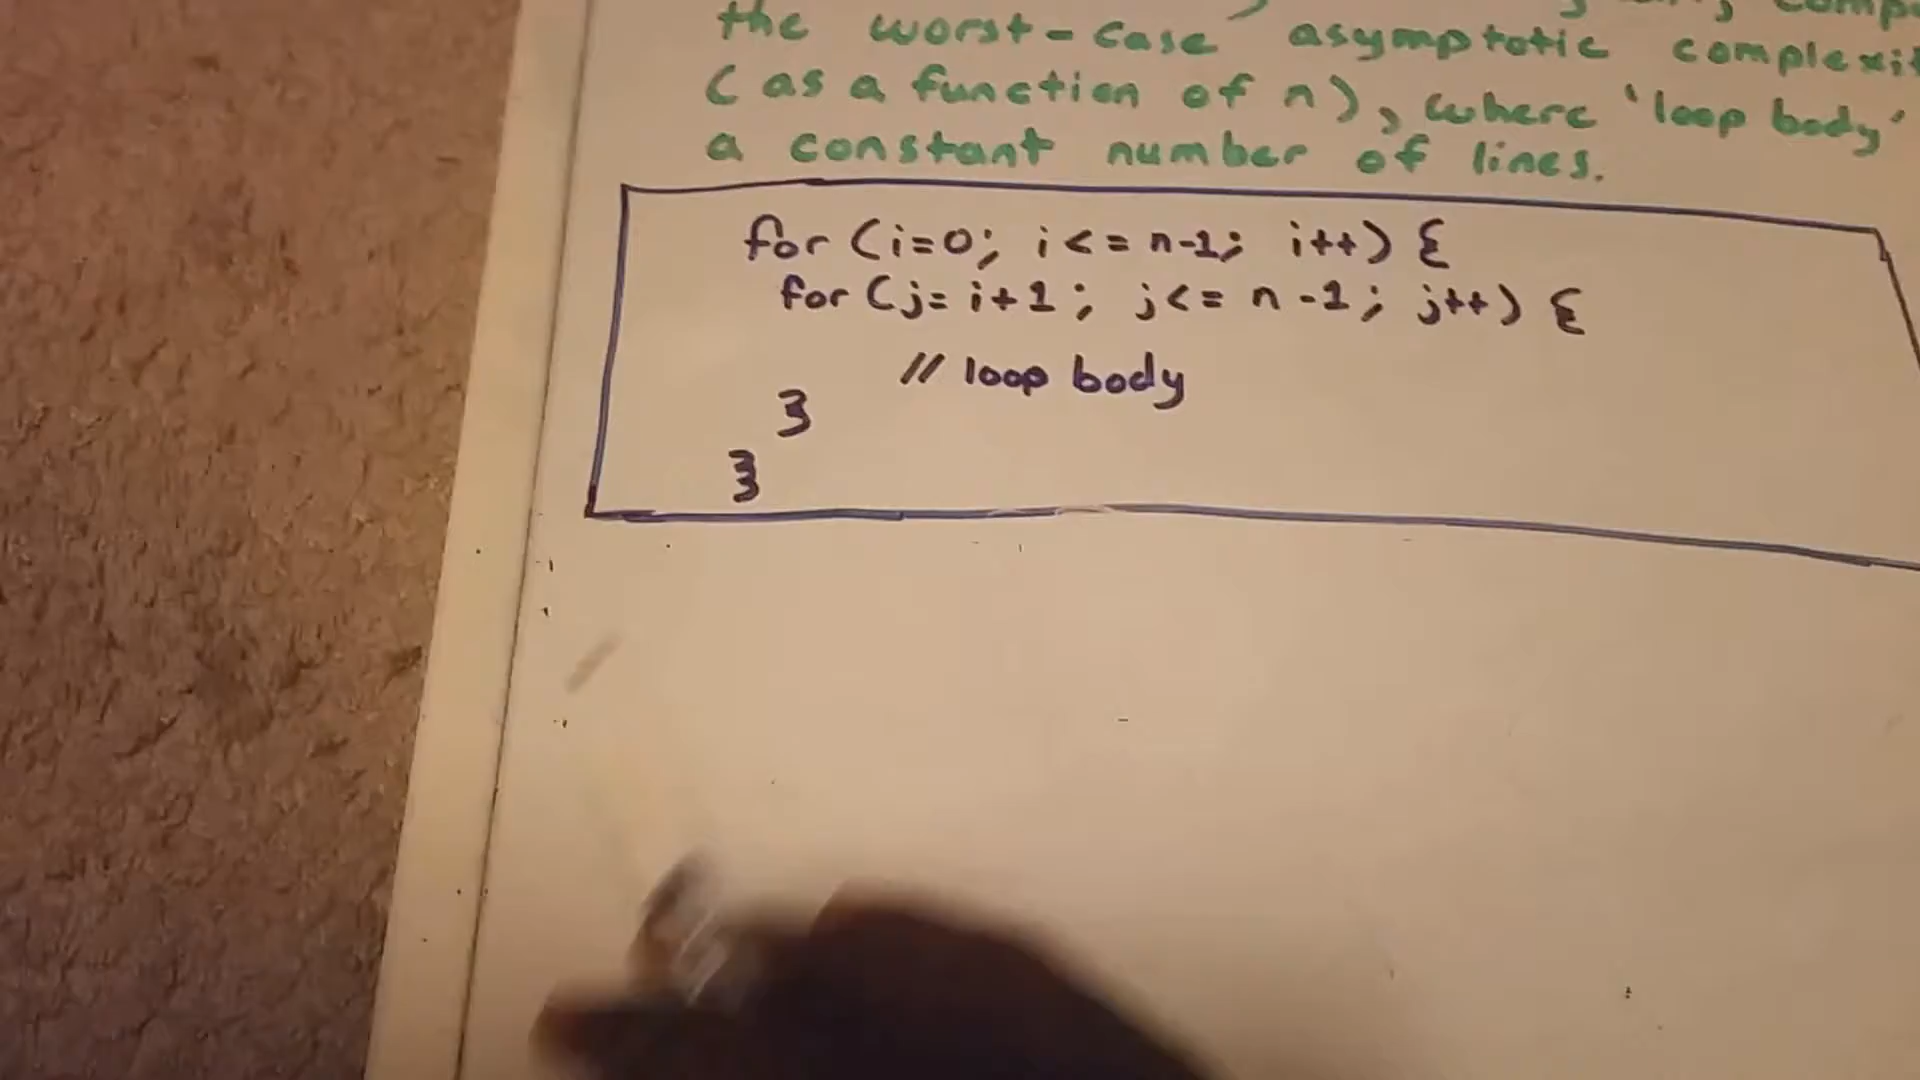 the worst-case asymptotic
(as a function of n), where 'loop body'
a constant number of lines.
for (i=0; i<=n-1; i++) {
for (j=i+1; j<=n-1; j++) {
// loop body
}
}